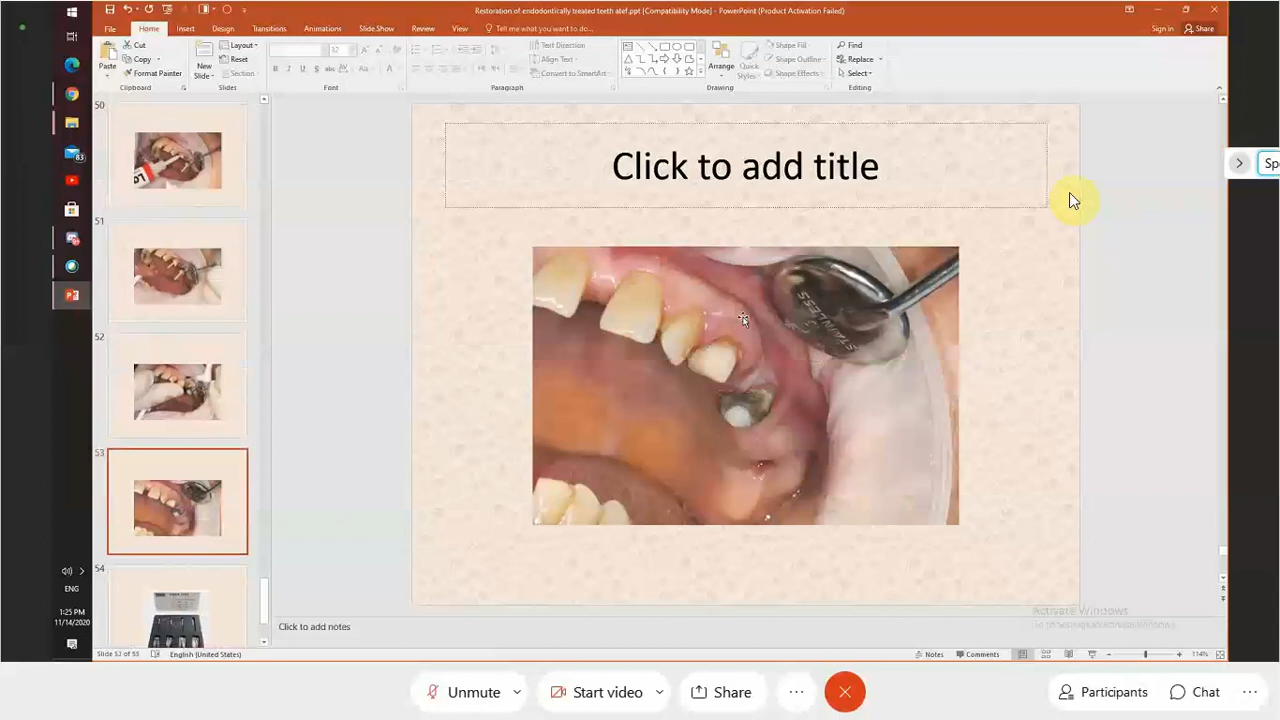 Restoration of endodontically treated teeth atef.ppt [Compatibility Mode] - PowerPoint (Product Activation Failed)
File Home Insert Design Transitions Animations Slide Show Review View Tell me what you want to do... Sign in Share
Paste
Cut
Copy
Format Painter
Clipboard
New Slide
Layout
Reset
Section
Slides
32
Font
Text Direction
Align Text
Convert to SmartArt
Paragraph
Arrange
Quick Styles
Shape Fill
Shape Outline
Shape Effects
Drawing
Find
Replace
Select
Editing
50
51
52
53
54
83
Click to add title
STAINLESS
Sp
Click to add notes
Activate Windows
ENG
1:25 PM
11/14/2020
Slide 53 of 55 English (United States) Notes Comments 114%
Unmute Start video Share Participants Chat